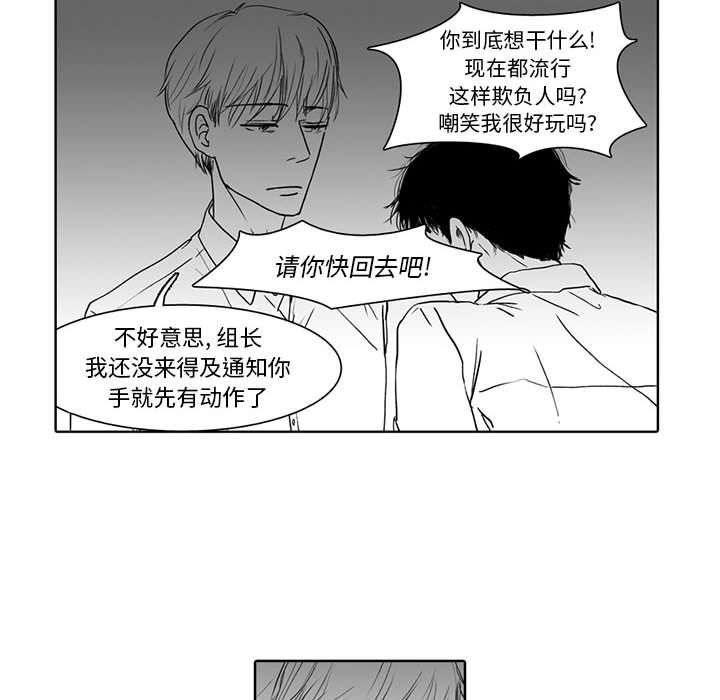 你到底想干什么!
现在都流行
这样欺负人吗?
嘲笑我很好玩吗?
请你快回去吧!
不好意思, 组长
我还没来得及通知你
手就先有动作了